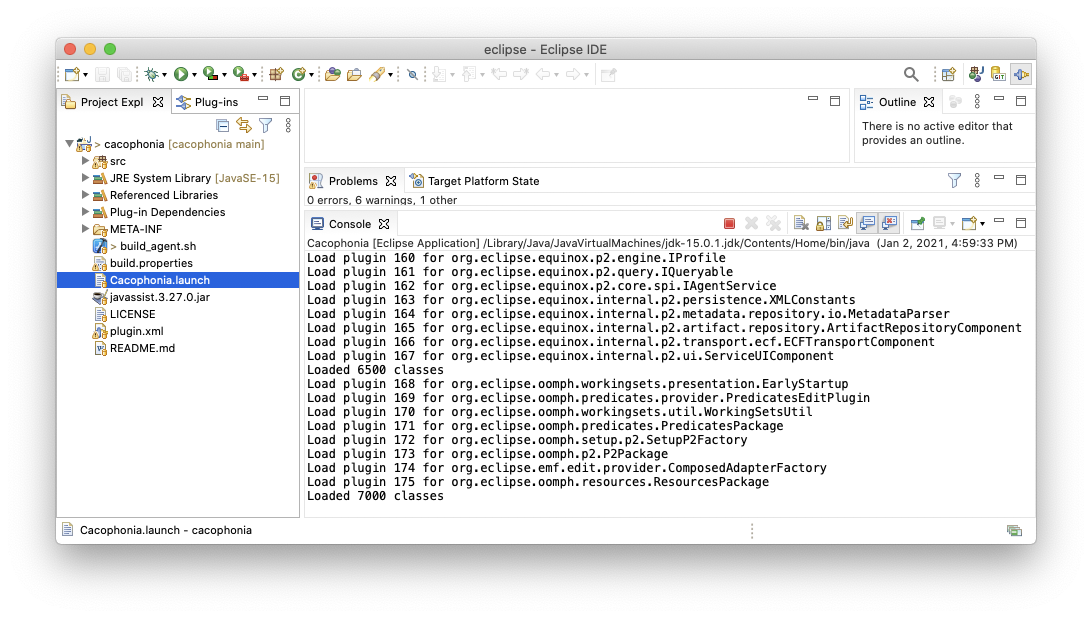 eclipse - Eclipse IDE
Project Expl
Plug-ins
> cacophonia [cacophonia main]
src
JRE System Library [JavaSE-15]
Referenced Libraries
Plug-in Dependencies
META-INF
> build_agent.sh
build.properties
Cacophonia.launch
javassist.3.27.0.jar
LICENSE
plugin.xml
README.md
Outline
There is no active editor that
provides an outline.
Problems
Target Platform State
0 errors, 6 warnings, 1 other
Console
Cacophonia [Eclipse Application] /Library/Java/JavaVirtualMachines/jdk-15.0.1.jdk/Contents/Home/bin/java (Jan 2, 2021, 4:59:33 PM)
Load plugin 160 for org.eclipse.equinox.p2.engine.IProfile
Load plugin 161 for org.eclipse.equinox.p2.query.IQueryable
Load plugin 162 for org.eclipse.equinox.p2.core.spi.IAgentService
Load plugin 163 for org.eclipse.equinox.internal.p2.persistence.XMLConstants
Load plugin 164 for org.eclipse.equinox.internal.p2.metadata.repository.io.MetadataParser
Load plugin 165 for org.eclipse.equinox.internal.p2.artifact.repository.ArtifactRepositoryComponent
Load plugin 166 for org.eclipse.equinox.internal.p2.transport.ecf.ECFTransportComponent
Load plugin 167 for org.eclipse.equinox.internal.p2.ui.ServiceUIComponent
Loaded 6500 classes
Load plugin 168 for org.eclipse.oomph.workingsets.presentation.EarlyStartup
Load plugin 169 for org.eclipse.oomph.predicates.provider.PredicatesEditPlugin
Load plugin 170 for org.eclipse.oomph.workingsets.util.WorkingSetsUtil
Load plugin 171 for org.eclipse.oomph.predicates.PredicatesPackage
Load plugin 172 for org.eclipse.oomph.setup.p2.SetupP2Factory
Load plugin 173 for org.eclipse.oomph.p2.P2Package
Load plugin 174 for org.eclipse.emf.edit.provider.ComposedAdapterFactory
Load plugin 175 for org.eclipse.oomph.resources.ResourcesPackage
Loaded 7000 classes
Cacophonia.launch - cacophonia